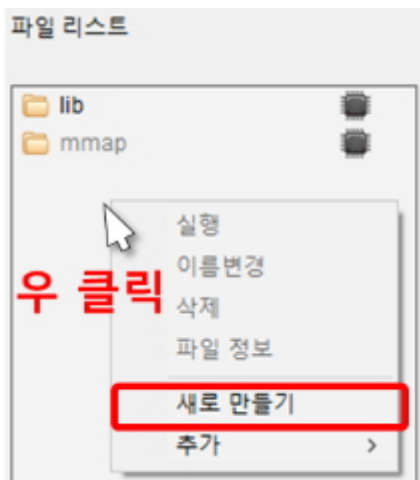 파일 리스트
lib
mmap
실행
우 클릭
이름변경
삭제
파일 정보
새로 만들기
추가 >